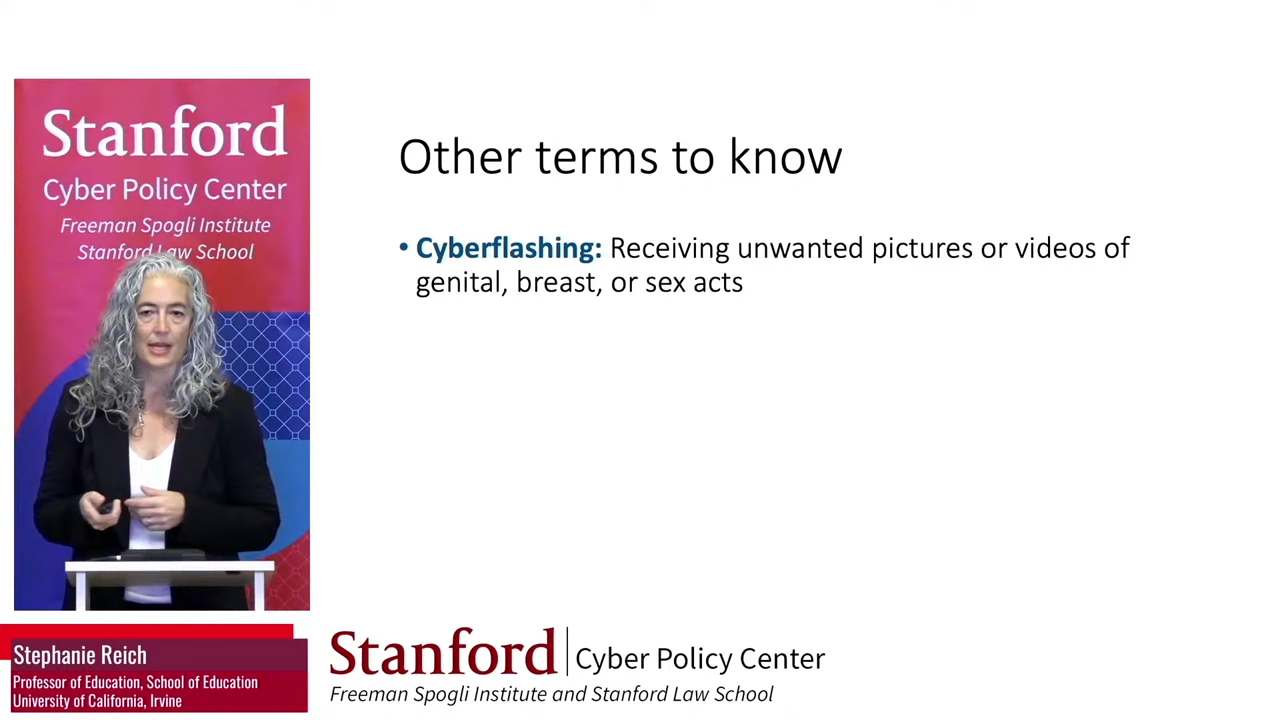 Stanford
Cyber Policy Center
Freeman Spogli Institute
Stanford Law School
Other terms to know
• Cyberflashing: Receiving unwanted pictures or videos of
genital, breast, or sex acts
Stephanie Reich
Professor of Education, School of Education
University of California, Irvine
Stanford | Cyber Policy Center
Freeman Spogli Institute and Stanford Law School